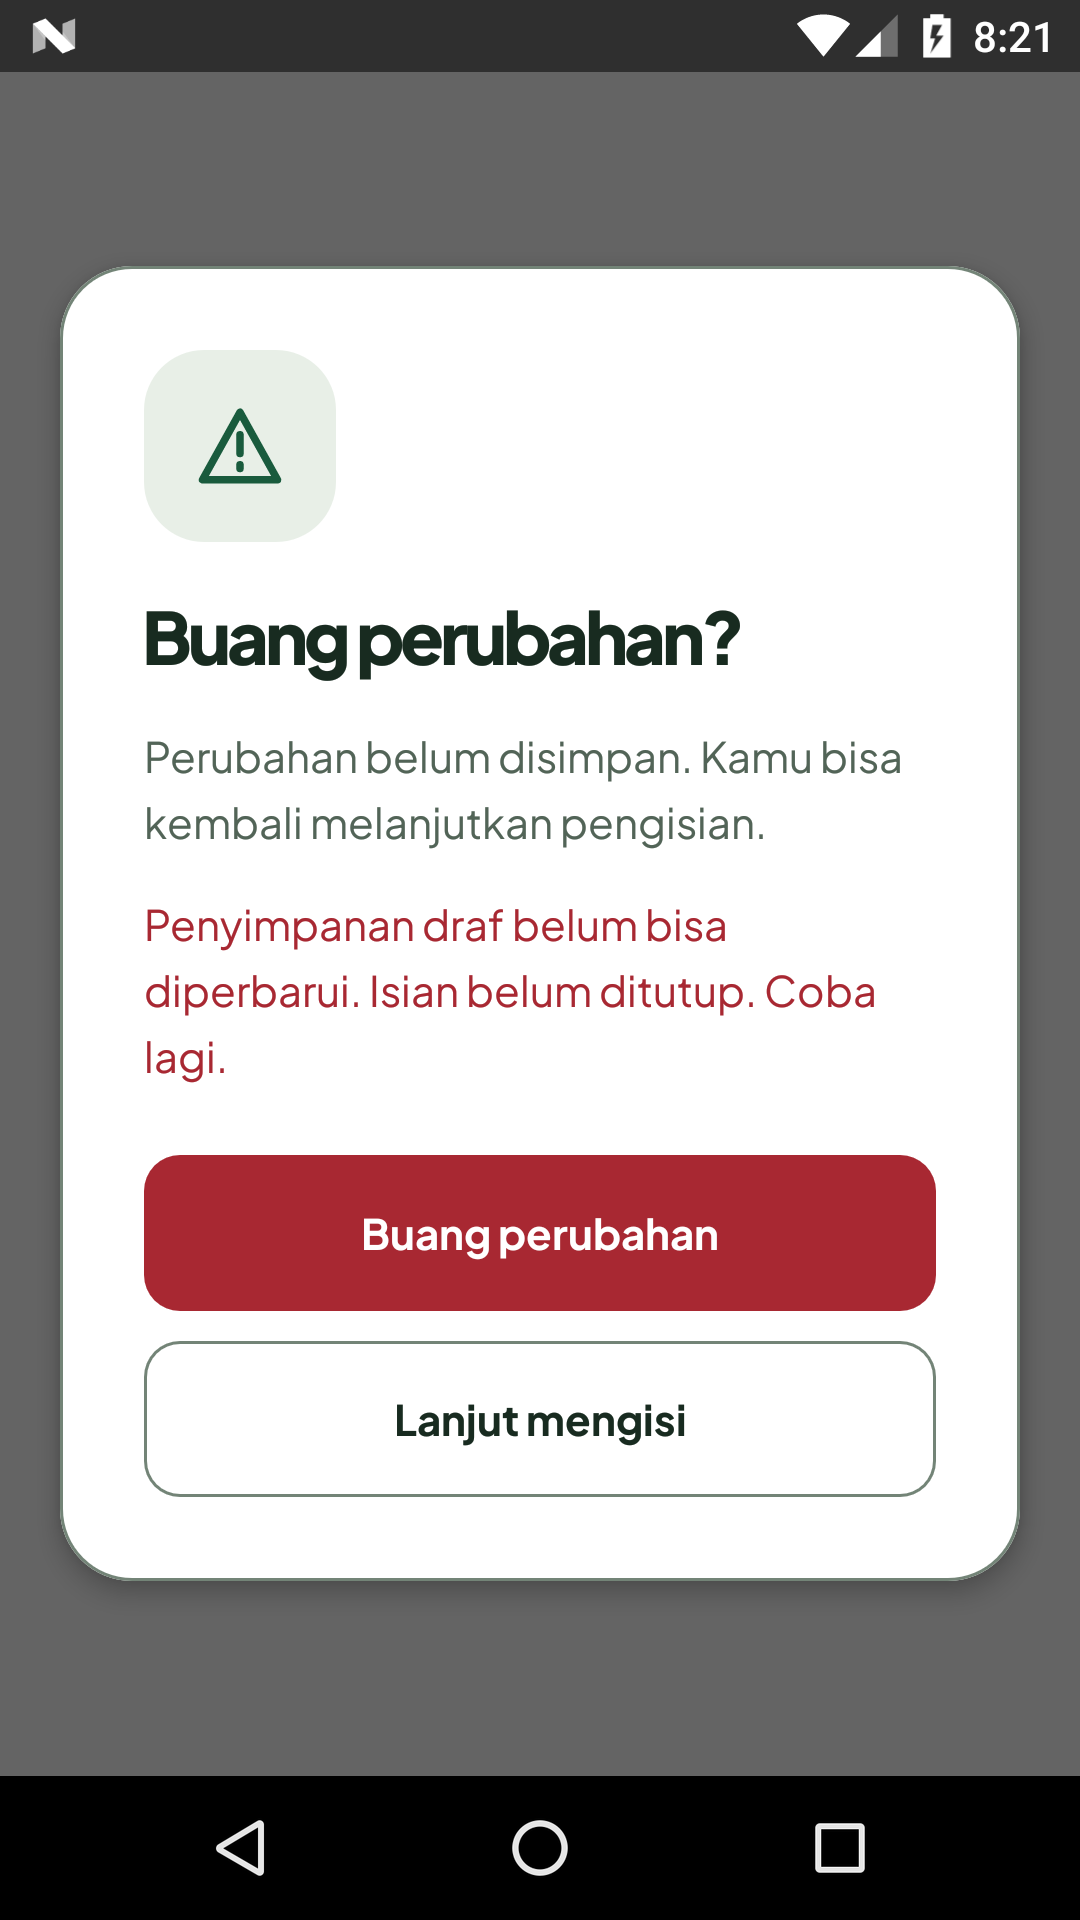 8:21
Buang perubahan?
Perubahan belum disimpan. Kamu bisa
kembali melanjutkan pengisian.
Penyimpanan draf belum bisa
diperbarui. Isian belum ditutup. Coba
lagi.
Buang perubahan
Lanjut mengisi